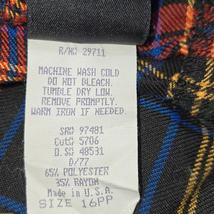 R/N# 29711
MACHINE WASH COLD
DO NOT BLEACH.
TUMBLE DRY LOW.
REMOVE PROMPTLY.
WARM IRON IF NEEDED.
SR# 97481
Cut# 5706
O.S# 48531
D/77
65% POLYESTER
35% RAYON
Made in U.S.A.
SIZE 16PP